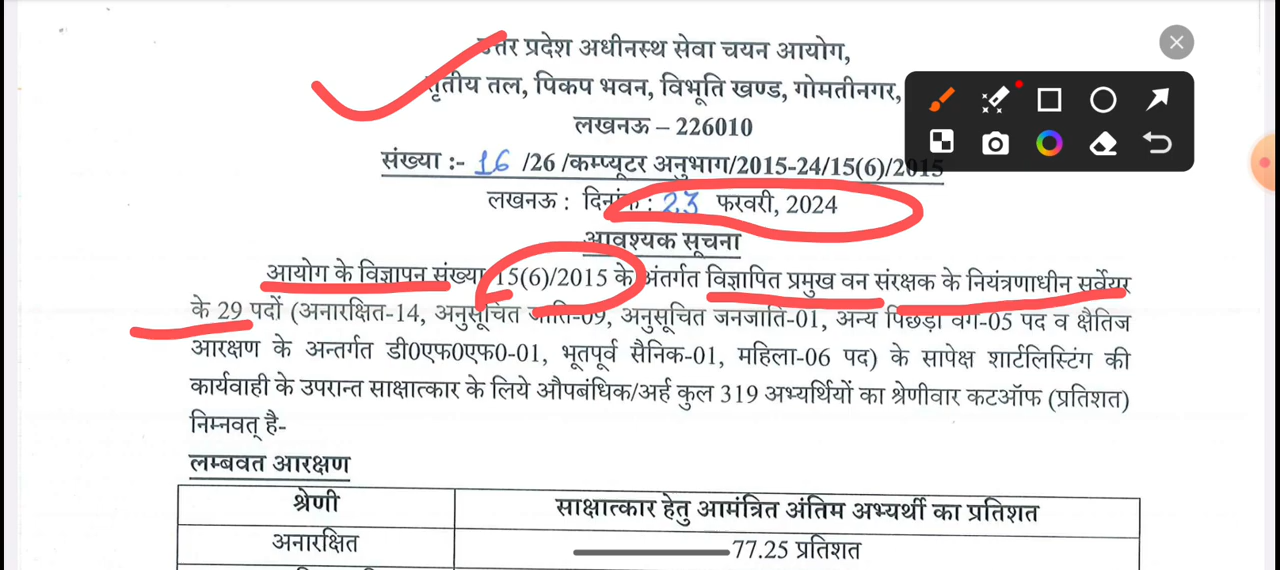 उत्तर प्रदेश अधीनस्थ सेवा चयन आयोग,
तृतीय तल, पिकप भवन, विभूति खण्ड, गोमतीनगर,
लखनऊ – 226010
संख्या :- 16 /26 /कम्प्यूटर अनुभाग/2015-24/15(6)/2015
लखनऊ : दिनांक : 23 फरवरी, 2024
आवश्यक सूचना
आयोग के विज्ञापन संख्या 15(6)/2015 के अंतर्गत विज्ञापित प्रमुख वन संरक्षक के नियंत्रणाधीन सर्वेयर
के 29 पदों (अनारक्षित-14, अनुसूचित जाति-09, अनुसूचित जनजाति-01, अन्य पिछड़ा वर्ग-05 पद व क्षैतिज
आरक्षण के अन्तर्गत डी0एफ0एफ0-01, भूतपूर्व सैनिक-01, महिला-06 पद) के सापेक्ष शार्टलिस्टिंग की
कार्यवाही के उपरान्त साक्षात्कार के लिये औपबंधिक/अर्ह कुल 319 अभ्यर्थियों का श्रेणीवार कटऑफ (प्रतिशत)
निम्नवत् है-
लम्बवत आरक्षण
श्रेणी साक्षात्कार हेतु आमंत्रित अंतिम अभ्यर्थी का प्रतिशत
अनारक्षित 77.25 प्रतिशत